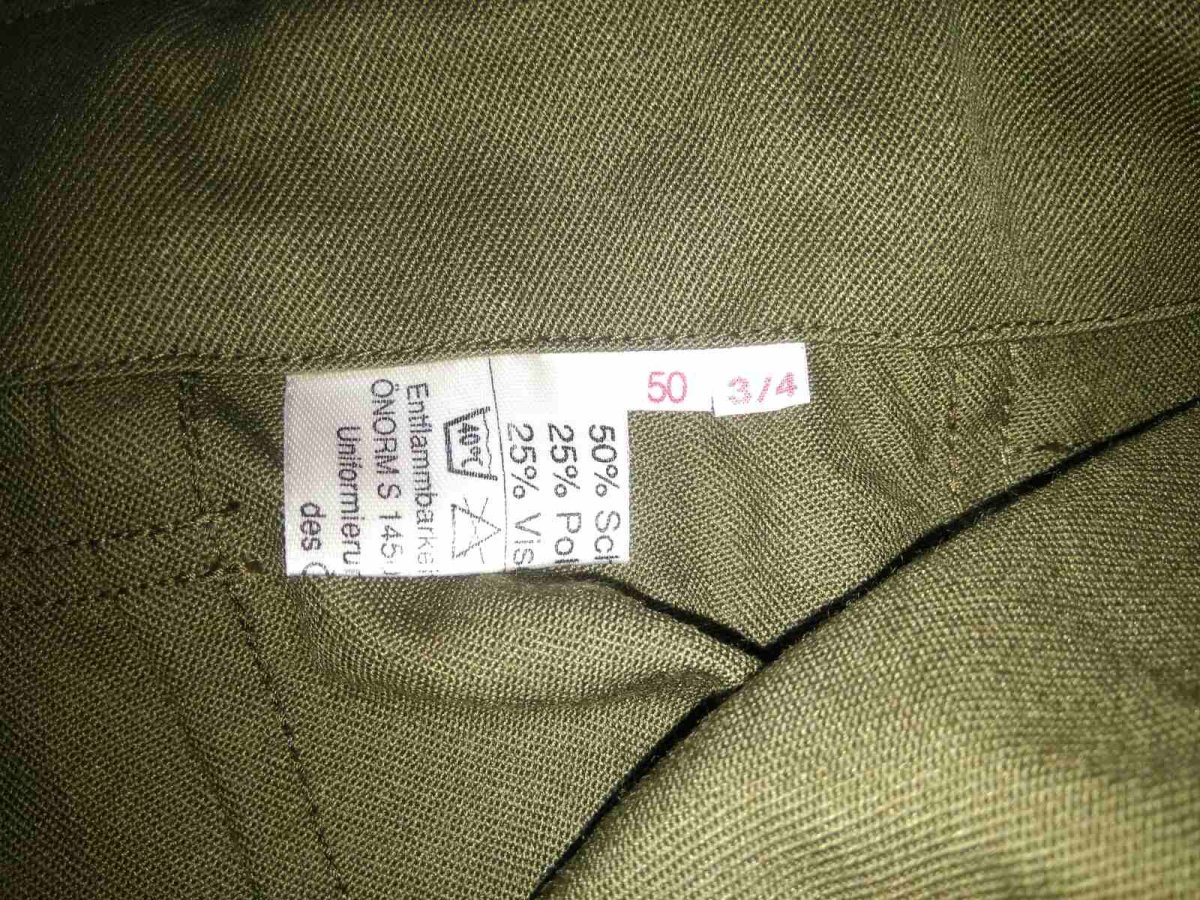 50 3/4
50% Sch
25% Pol
25% Vis
40°C
Entflammbarkei
ÖNORM S 145
Uniformieru
des